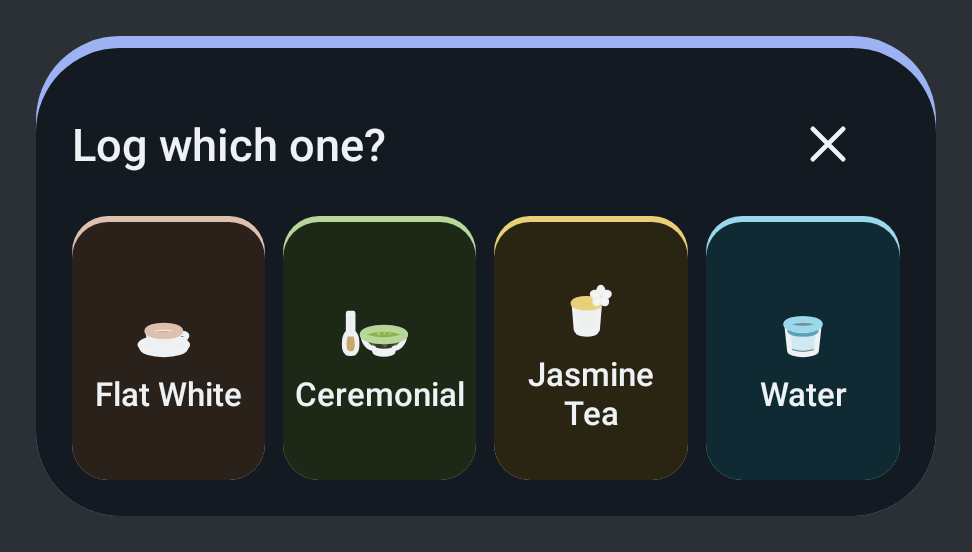 Log which one?
Flat White
Ceremonial
Jasmine
Tea
Water